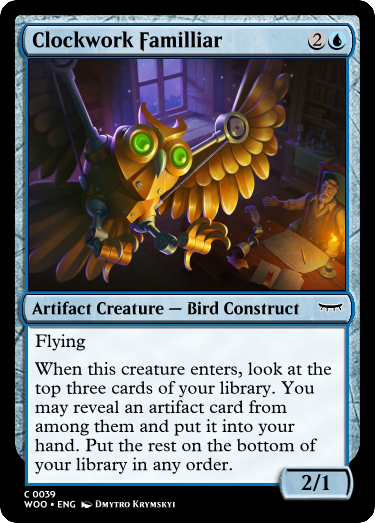 Clockwork Familliar 2
Artifact Creature — Bird Construct
Flying
When this creature enters, look at the
top three cards of your library. You
may reveal an artifact card from
among them and put it into your
hand. Put the rest on the bottom of
your library in any order.
2/1
C 0039
WOO • ENG Dmytro Krymskyi